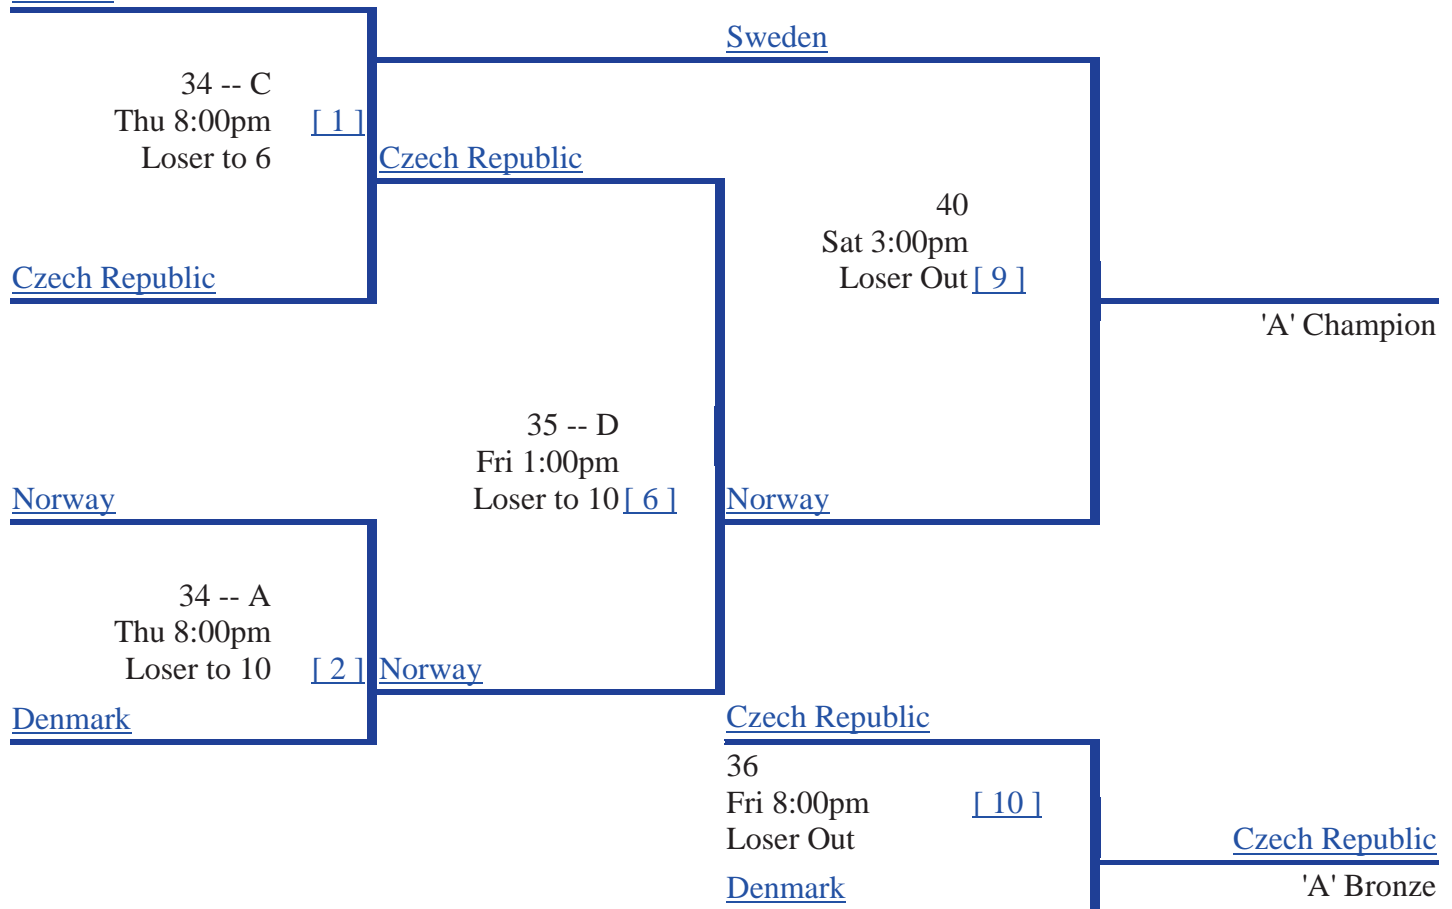 Sweden
34 -- C
Thu 8:00pm [ 1 ]
Loser to 6
Czech Republic
40
Sat 3:00pm
Loser Out [ 9 ]
Czech Republic
'A' Champion
35 -- D
Fri 1:00pm
Loser to 10 [ 6 ]
Norway
Norway
34 -- A
Thu 8:00pm
Loser to 10 [ 2 ]
Norway
Denmark
Czech Republic
36
Fri 8:00pm [ 10 ]
Loser Out
Czech Republic
'A' Bronze
Denmark